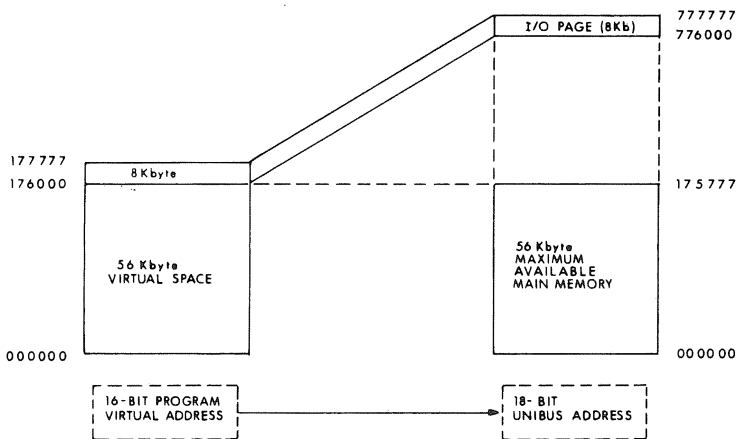 777777
I/O PAGE (8Kb)
776000
177777
8 Kbyte
176000
175777
56 Kbyte
VIRTUAL SPACE
56 Kbyte
MAXIMUM
AVAILABLE
MAIN MEMORY
000000
000000
16-BIT PROGRAM
VIRTUAL ADDRESS
18- BIT
UNIBUS ADDRESS